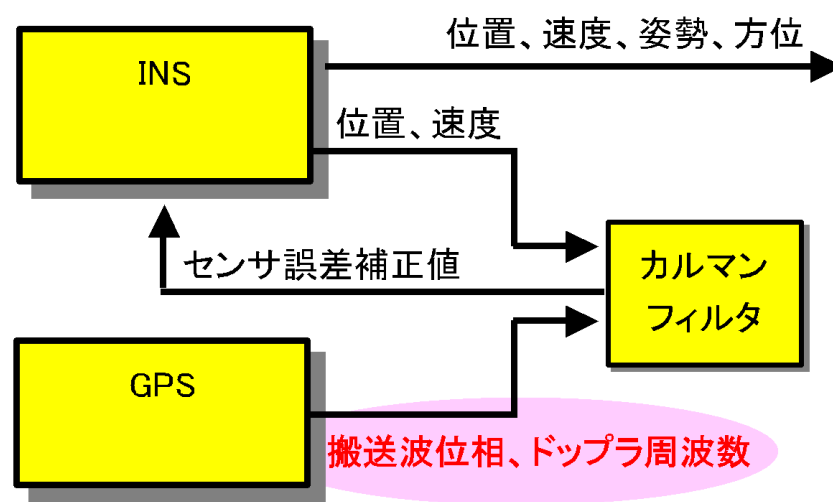 位置、速度、姿勢、方位
INS
位置、速度
センサ誤差補正値
カルマン
フィルタ
GPS
搬送波位相、ドップラ周波数